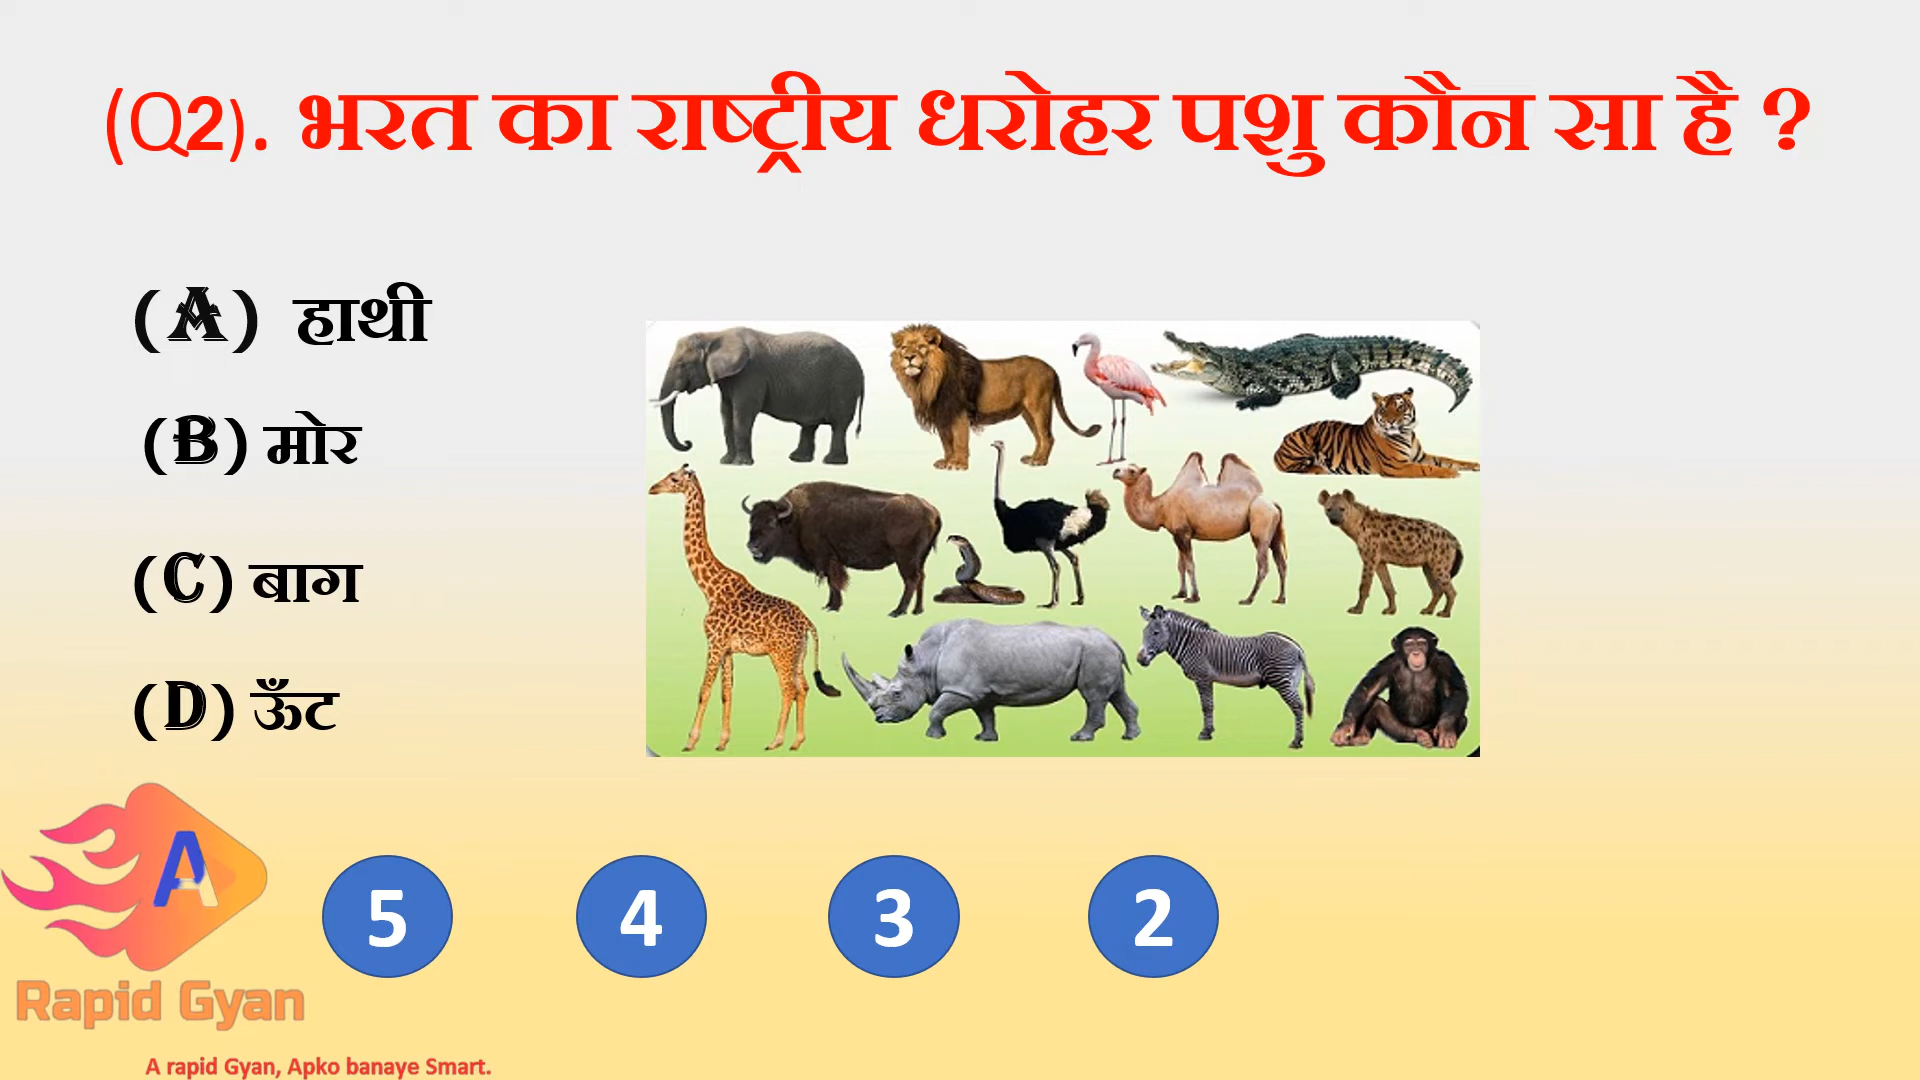 (Q2). भरत का राष्ट्रीय धरोहर पशु कौन सा है ?
(A) हाथी
(B) मोर
(C) बाग
(D) ऊँट
A
5 4 3 2
Rapid Gyan
A rapid Gyan, Apko banaye Smart.